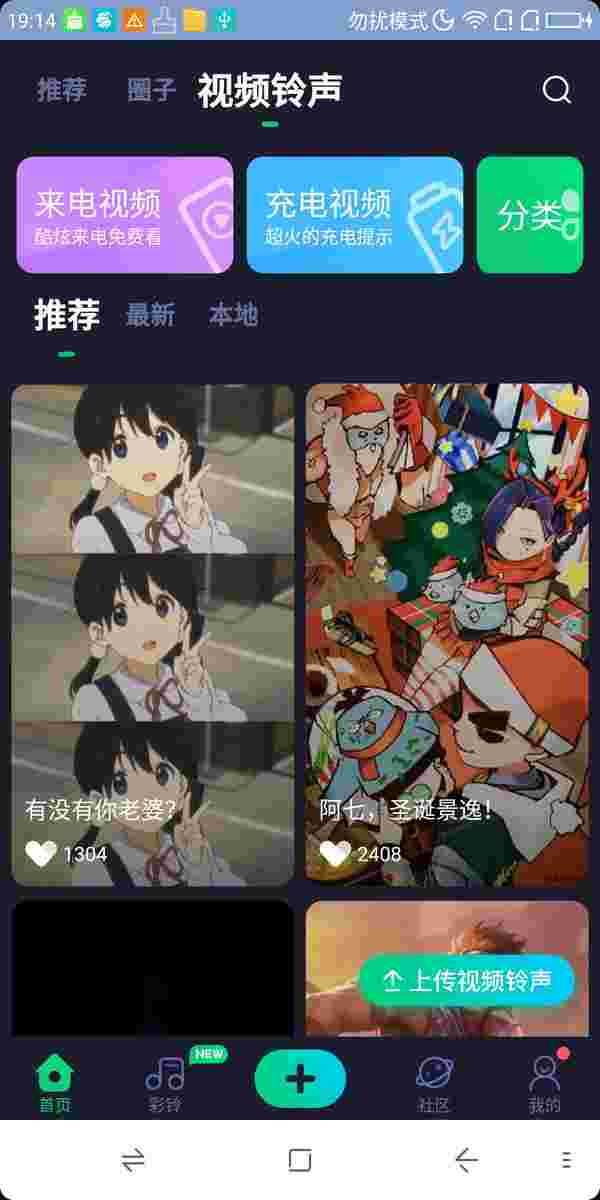 19:14 勿扰模式
推荐 圈子 视频铃声
来电视频
酷炫来电免费看
充电视频
超火的充电提示
分类
推荐 最新 本地
有没有你老婆?
1304
阿七，圣诞景逸!
2408
上传视频铃声
NEW
首页 彩铃 社区 我的